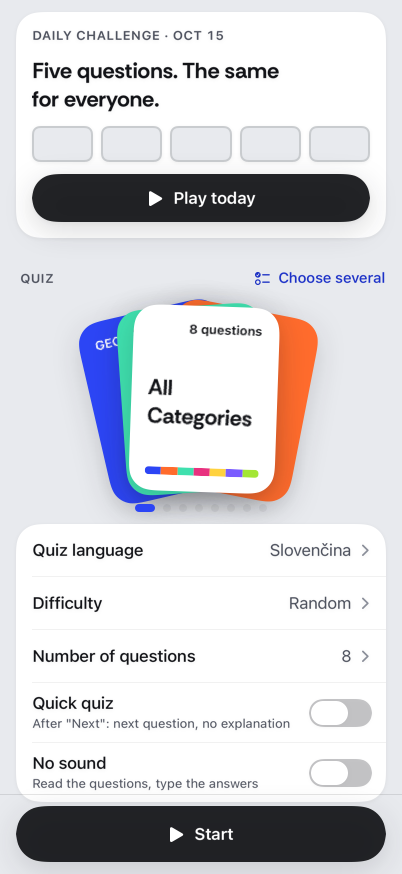 DAILY CHALLENGE · OCT 15
Five questions. The same
for everyone.
Play today
QUIZ
Choose several
8 questions
All
Categories
Quiz language
Slovenčina
Difficulty
Random
Number of questions
8
Quick quiz
After "Next": next question, no explanation
No sound
Read the questions, type the answers
Start